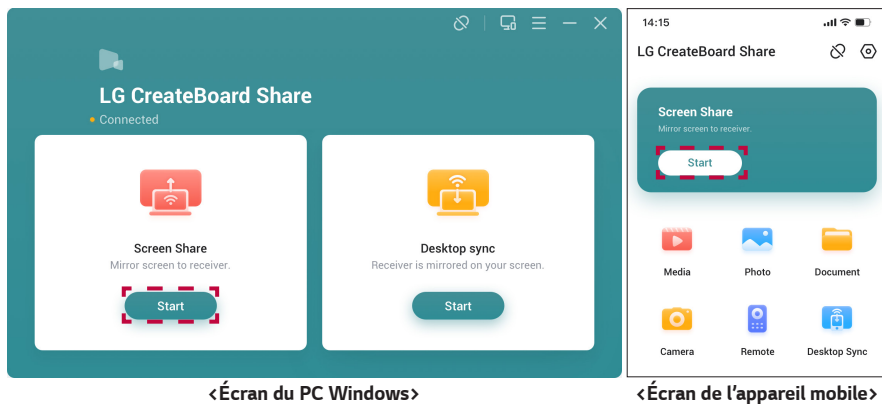 LG CreateBoard Share
Connected
Screen Share
Mirror screen to receiver.
Start
Desktop sync
Receiver is mirrored on your screen.
Start
<Écran du PC Windows>
14:15
LG CreateBoard Share
Screen Share
Mirror screen to receiver.
Start
Media Photo Document
Camera Remote Desktop Sync
<Écran de l’appareil mobile>